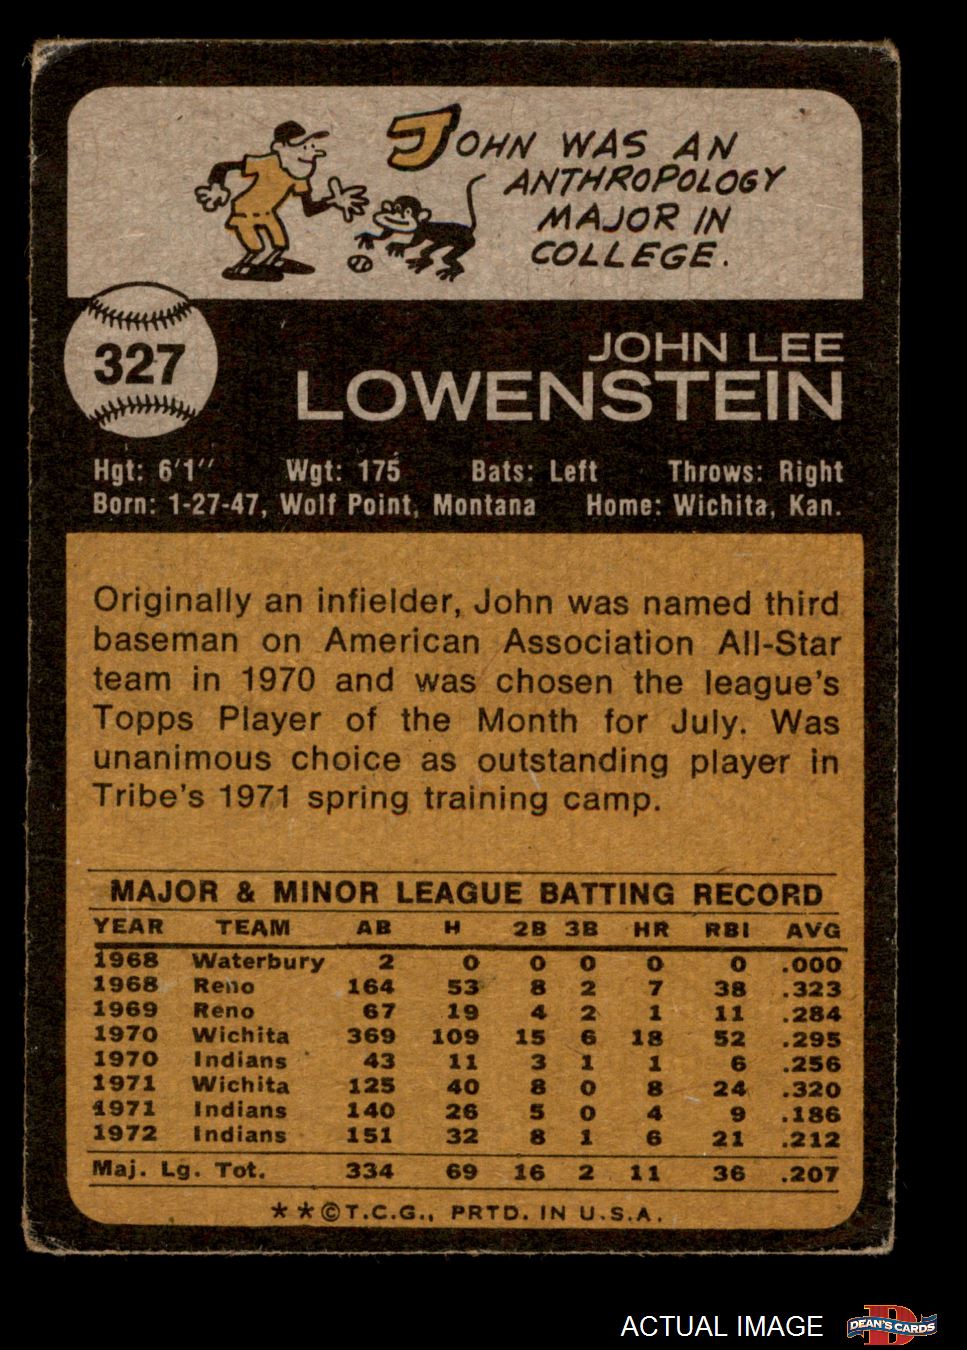 JOHN WAS AN
ANTHROPOLOGY
MAJOR IN
COLLEGE.
327
JOHN LEE
LOWENSTEIN
Hgt: 6'1'' Wgt: 175 Bats: Left Throws: Right
Born: 1-27-47, Wolf Point, Montana Home: Wichita, Kan.
Originally an infielder, John was named third
baseman on American Association All-Star
team in 1970 and was chosen the league's
Topps Player of the Month for July. Was
unanimous choice as outstanding player in
Tribe's 1971 spring training camp.
MAJOR & MINOR LEAGUE BATTING RECORD
YEAR TEAM AB H 2B 3B HR RBI AVG
1968 Waterbury 2 0 0 0 0 0 .000
1968 Reno 164 53 8 2 7 38 .323
1969 Reno 67 19 4 2 1 11 .284
1970 Wichita 369 109 15 6 18 52 .295
1970 Indians 43 11 3 1 1 6 .256
1971 Wichita 125 40 8 0 8 24 .320
1971 Indians 140 26 5 0 4 9 .186
1972 Indians 151 32 8 1 6 21 .212
Maj. Lg. Tot. 334 69 16 2 11 36 .207
**©T.C.G., PRTD. IN U.S.A.
ACTUAL IMAGE
D
DEAN'S CARDS